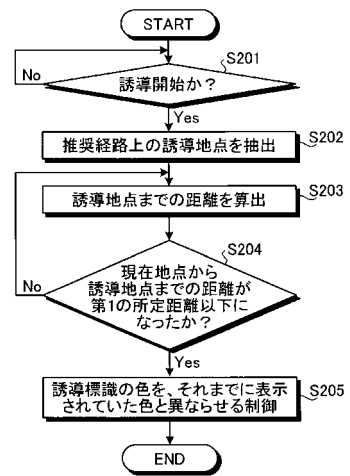 START
S201
誘導開始か？
No
Yes
推奨経路上の誘導地点を抽出
S202
誘導地点までの距離を算出
S203
S204
現在地点から
誘導地点までの距離が
第1の所定距離以下に
なったか？
No
Yes
誘導標識の色を、それまでに表示
されていた色と異ならせる制御
S205
END